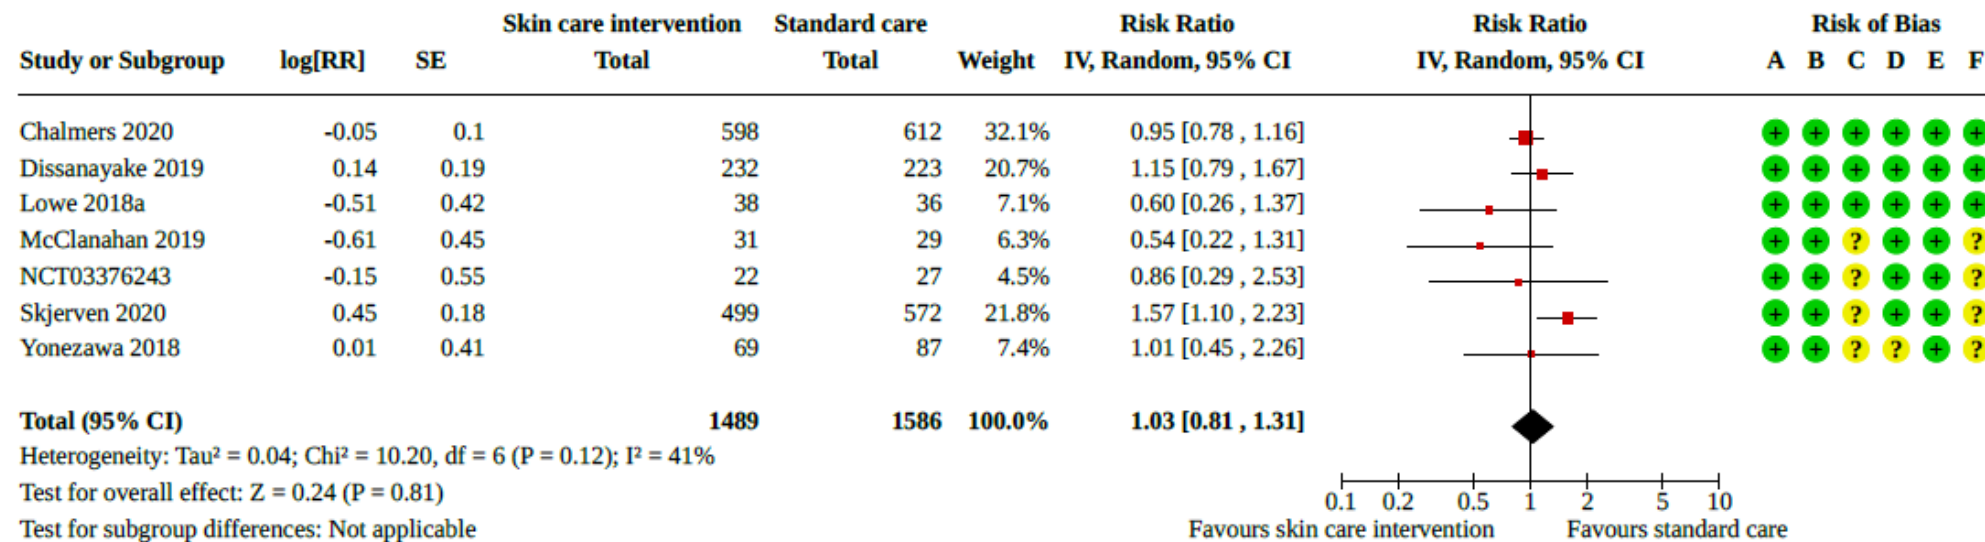 Skin care intervention Standard care Risk Ratio Risk Ratio Risk of Bias
Study or Subgroup log[RR] SE Total Total Weight IV, Random, 95% CI IV, Random, 95% CI A B C D E F
Chalmers 2020 -0.05 0.1 598 612 32.1% 0.95 [0.78 , 1.16] + + + + + +
Dissanayake 2019 0.14 0.19 232 223 20.7% 1.15 [0.79 , 1.67] + + + + + +
Lowe 2018a -0.51 0.42 38 36 7.1% 0.60 [0.26 , 1.37] + + + + + +
McClanahan 2019 -0.61 0.45 31 29 6.3% 0.54 [0.22 , 1.31] + + ? + + ?
NCT03376243 -0.15 0.55 22 27 4.5% 0.86 [0.29 , 2.53] + + ? + + ?
Skjerven 2020 0.45 0.18 499 572 21.8% 1.57 [1.10 , 2.23] + + ? + + ?
Yonezawa 2018 0.01 0.41 69 87 7.4% 1.01 [0.45 , 2.26] + + ? ? + ?
Total (95% CI) 1489 1586 100.0% 1.03 [0.81 , 1.31]
Heterogeneity: Tau² = 0.04; Chi² = 10.20, df = 6 (P = 0.12); I² = 41%
Test for overall effect: Z = 0.24 (P = 0.81)
0.1 0.2 0.5 1 2 5 10
Test for subgroup differences: Not applicable Favours skin care intervention Favours standard care